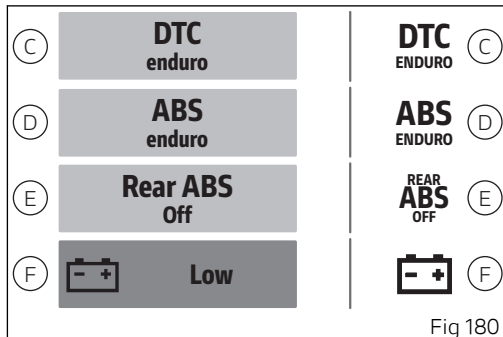 C DTC DTC C
enduro ENDURO
D ABS ABS D
enduro ENDURO
E Rear ABS REAR E
Off ABS
OFF
F - + Low - + F
Fig 180